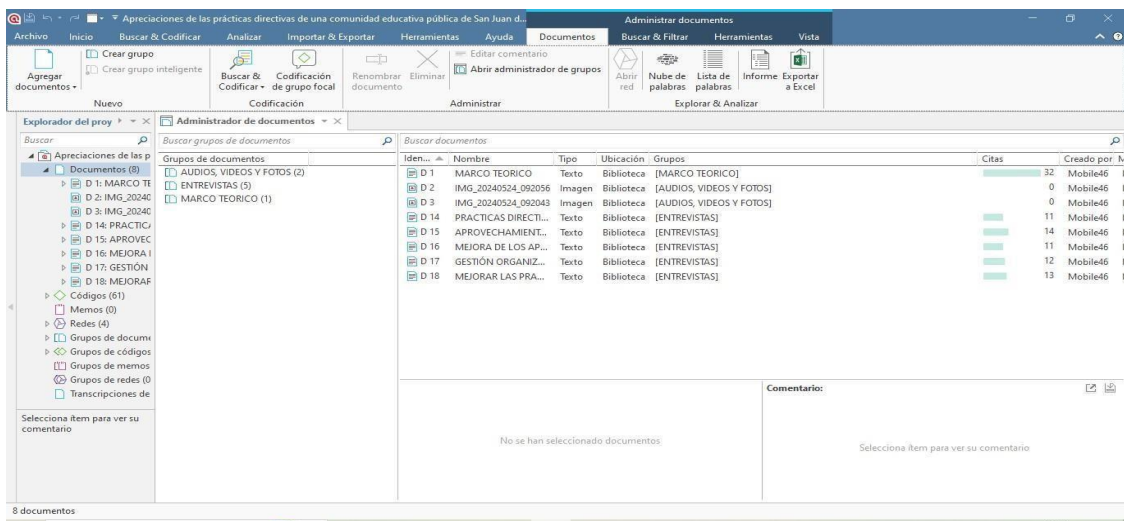 Apreciaciones de las prácticas directivas de una comunidad educativa pública de San Juan d...
Administrar documentos
Archivo Inicio Buscar & Codificar Analizar Importar & Exportar Herramientas Ayuda Documentos Buscar & Filtrar Herramientas Vista
Agregar documentos
Crear grupo
Crear grupo inteligente
Nuevo
Buscar & Codificar
Codificación de grupo focal
Codificación
Renombrar documento
Eliminar
Editar comentario
Abrir administrador de grupos
Administrar
Abrir red
Nube de palabras
Lista de palabras
Informe
Exportar a Excel
Explorar & Analizar
Explorador del proy
Administrador de documentos
Buscar
Apreciaciones de las p
Documentos (8)
D 1: MARCO TE
D 2: IMG_2024C
D 3: IMG_2024C
D 14: PRACTICA
D 15: APROVEC
D 16: MEJORA I
D 17: GESTIÓN
D 18: MEJORAR
Códigos (61)
Memos (0)
Redes (4)
Grupos de docume
Grupos de códigos
Grupos de memos
Grupos de redes (0
Transcripciones de
Selecciona ítem para ver su
comentario
Buscar grupos de documentos
Grupos de documentos
AUDIOS, VIDEOS Y FOTOS (2)
ENTREVISTAS (5)
MARCO TEORICO (1)
Buscar documentos
Iden... Nombre Tipo Ubicación Grupos Citas Creado por M
D 1 MARCO TEORICO Texto Biblioteca [MARCO TEORICO] 32 Mobile46
D 2 IMG_20240524_092056 Imagen Biblioteca [AUDIOS, VIDEOS Y FOTOS] 0 Mobile46
D 3 IMG_20240524_092043 Imagen Biblioteca [AUDIOS, VIDEOS Y FOTOS] 0 Mobile46
D 14 PRACTICAS DIRECTI... Texto Biblioteca [ENTREVISTAS] 11 Mobile46
D 15 APROVECHAMIENT... Texto Biblioteca [ENTREVISTAS] 14 Mobile46
D 16 MEJORA DE LOS AP... Texto Biblioteca [ENTREVISTAS] 11 Mobile46
D 17 GESTIÓN ORGANIZ... Texto Biblioteca [ENTREVISTAS] 12 Mobile46
D 18 MEJORAR LAS PRA... Texto Biblioteca [ENTREVISTAS] 13 Mobile46
No se han seleccionado documentos
Comentario:
Selecciona ítem para ver su comentario
8 documentos